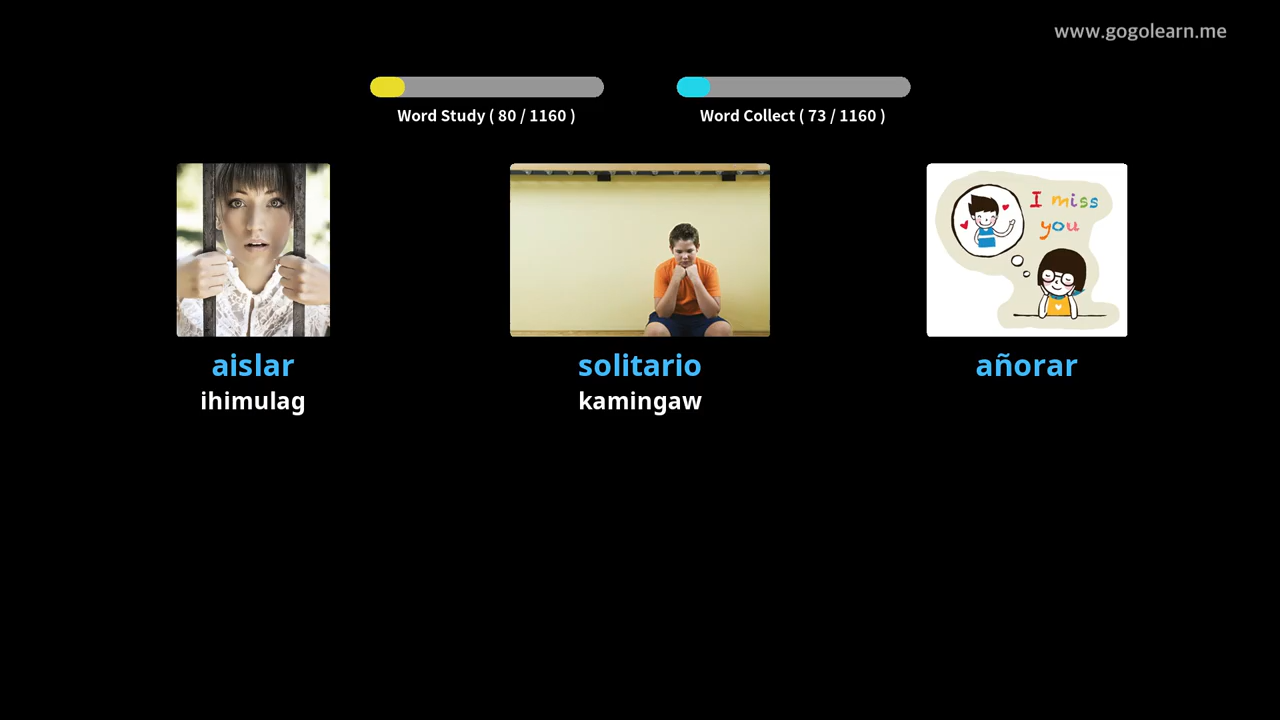 www.gogolearn.me
Word Study ( 80 / 1160 )
Word Collect ( 73 / 1160 )
I miss
you
aislar
solitario
añorar
ihimulag
kamingaw